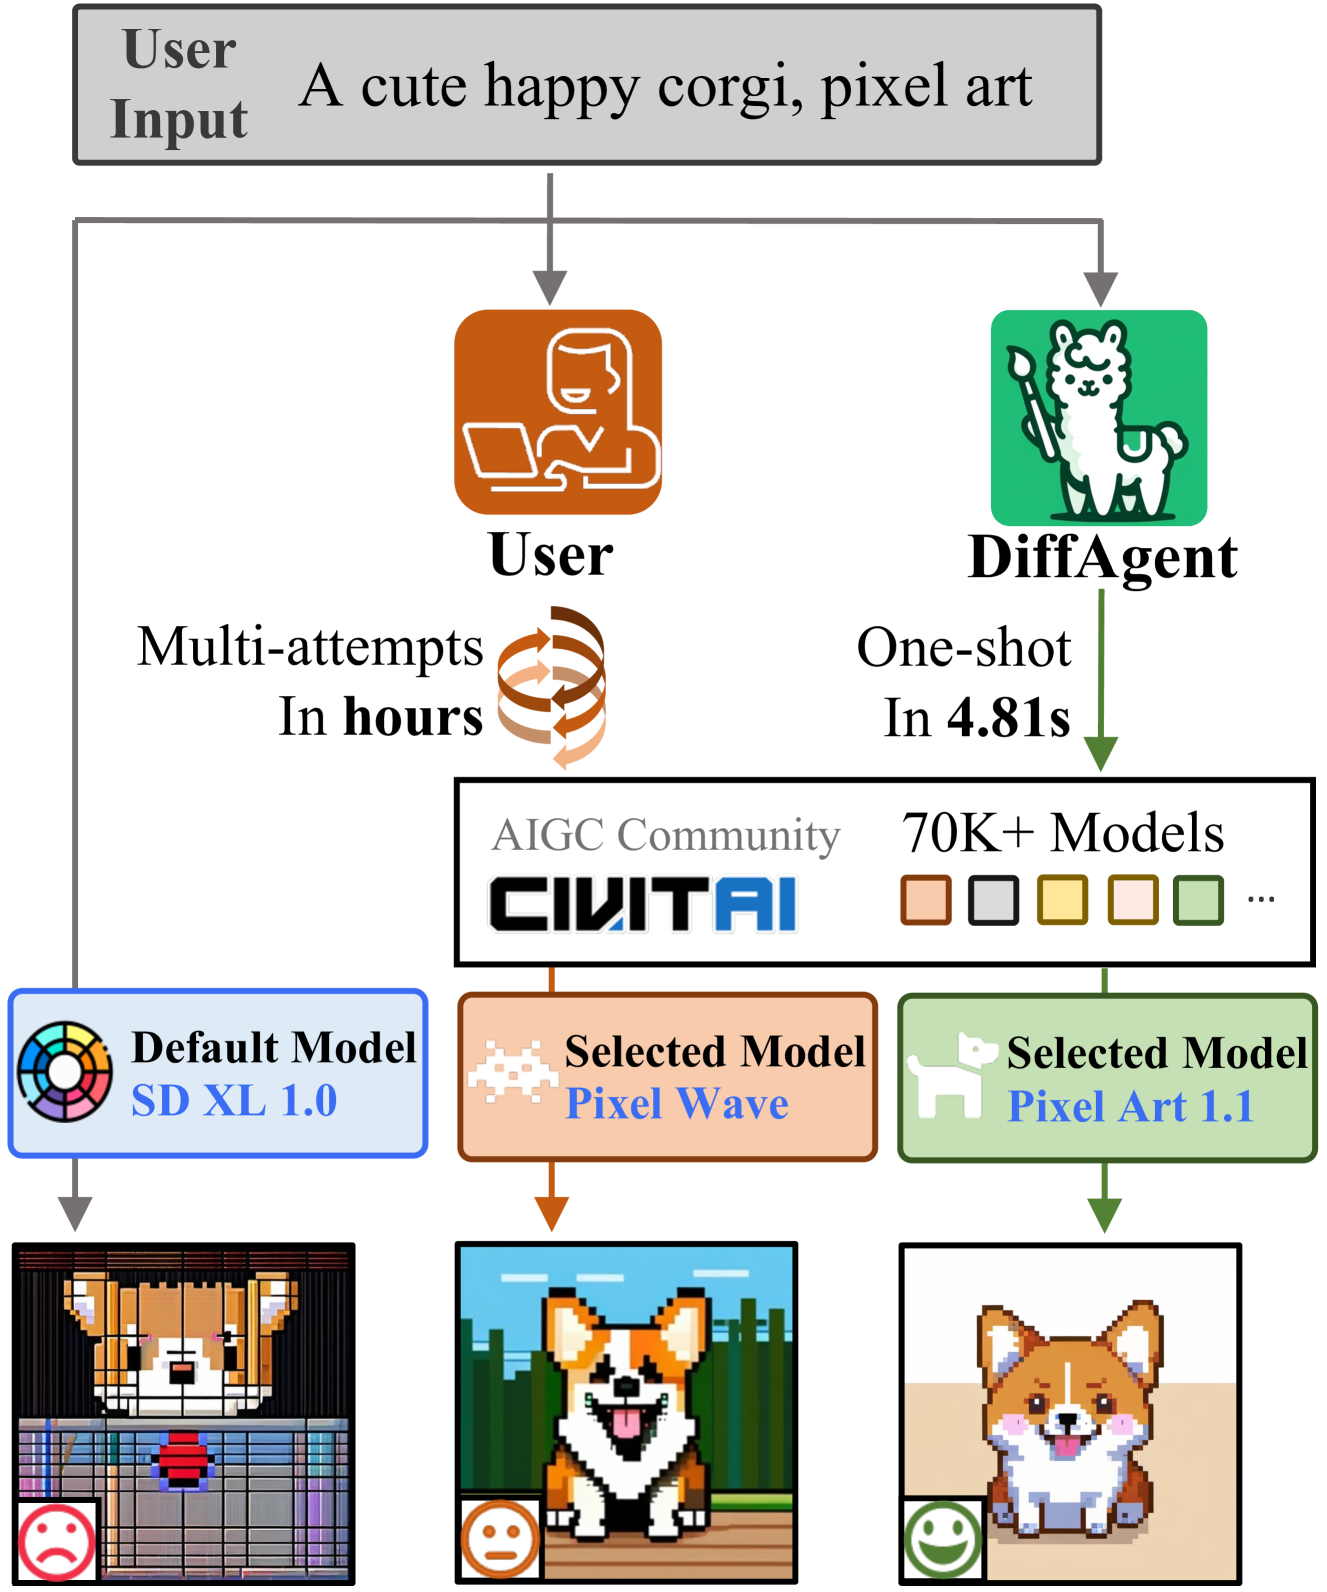 User
Input
A cute happy corgi, pixel art
User
DiffAgent
Multi-attempts
In hours
One-shot
In 4.81s
AIGC Community
CIVITAI
70K+ Models
...
Default Model
SD XL 1.0
Selected Model
Pixel Wave
Selected Model
Pixel Art 1.1